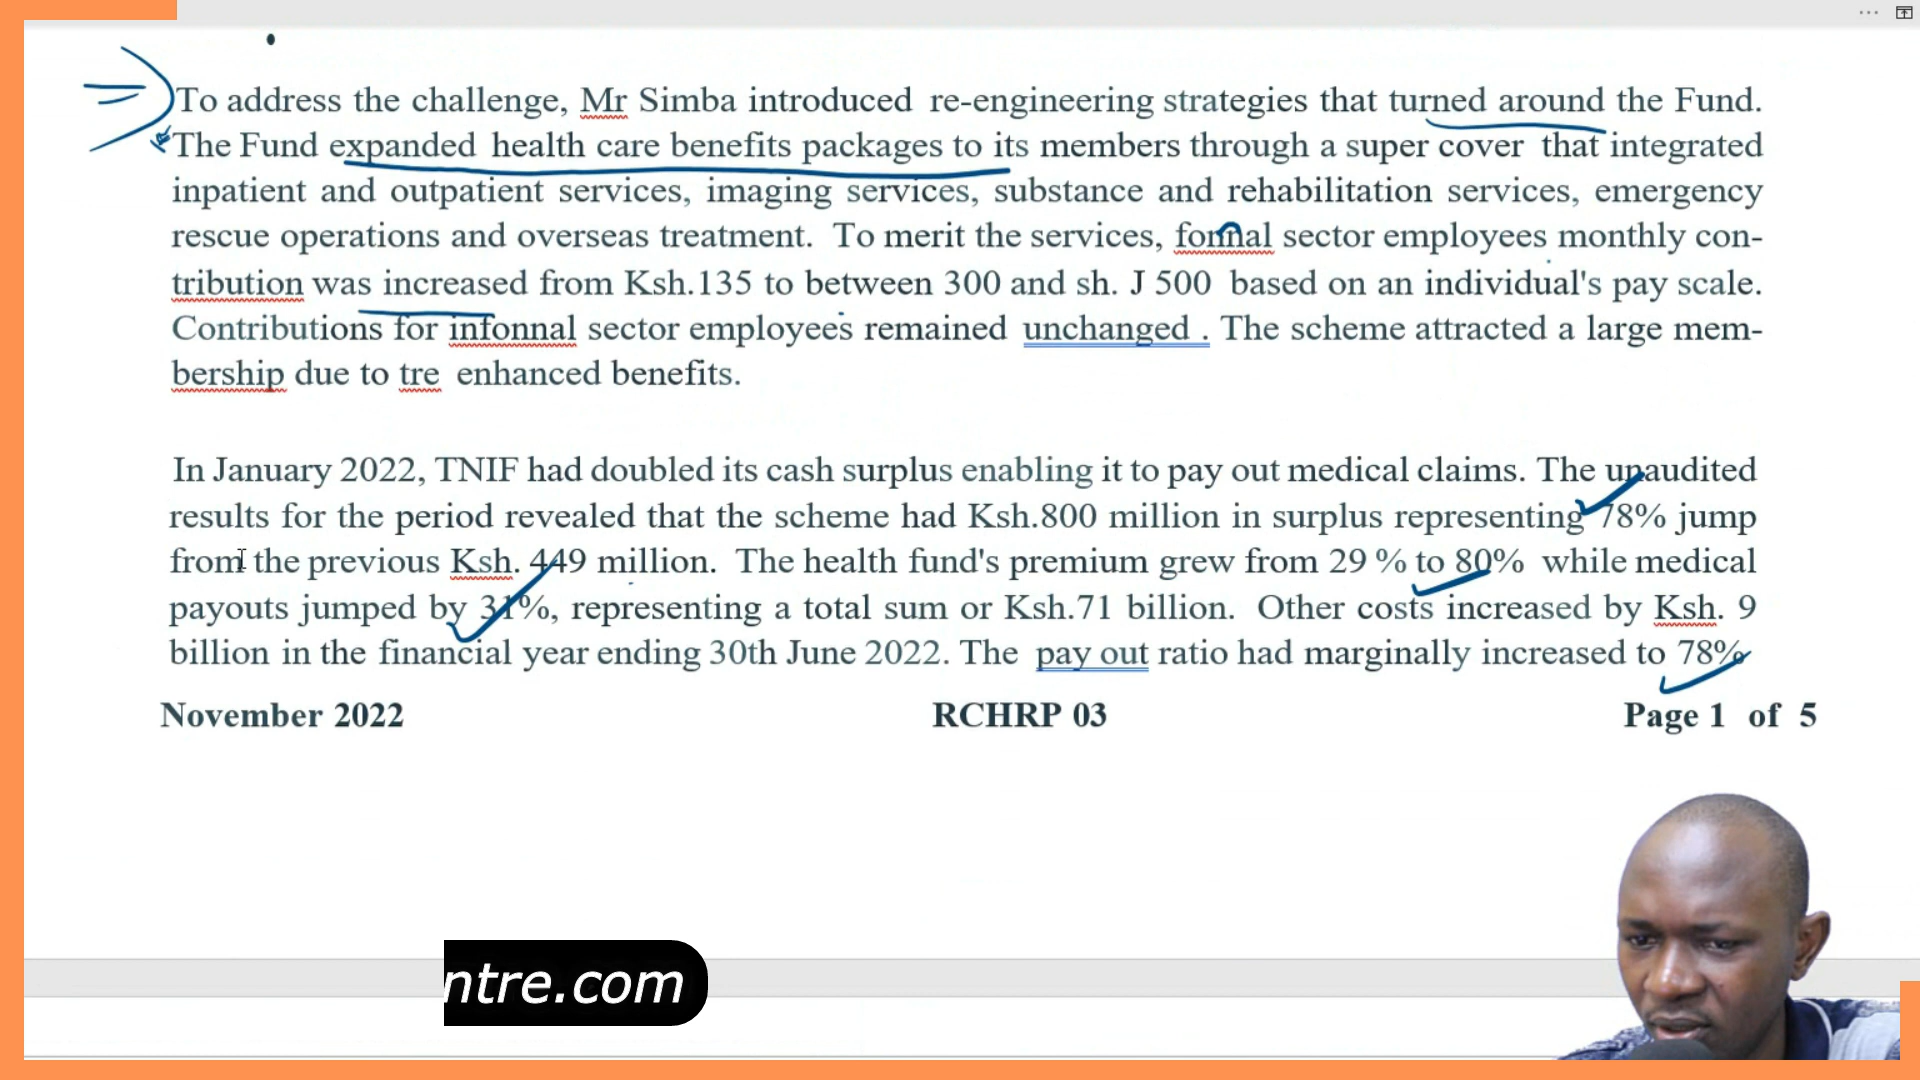 To address the challenge, Mr Simba introduced re-engineering strategies that turned around the Fund.
The Fund expanded health care benefits packages to its members through a super cover that integrated
inpatient and outpatient services, imaging services, substance and rehabilitation services, emergency
rescue operations and overseas treatment. To merit the services, fonnal sector employees monthly con-
tribution was increased from Ksh.135 to between 300 and sh. J 500 based on an individual's pay scale.
Contributions for infonnal sector employees remained unchanged . The scheme attracted a large mem-
bership due to tre enhanced benefits.
In January 2022, TNIF had doubled its cash surplus enabling it to pay out medical claims. The unaudited
results for the period revealed that the scheme had Ksh.800 million in surplus representing 78% jump
from the previous Ksh. 449 million. The health fund's premium grew from 29 % to 80% while medical
payouts jumped by 31%, representing a total sum or Ksh.71 billion. Other costs increased by Ksh. 9
billion in the financial year ending 30th June 2022. The pay out ratio had marginally increased to 78%
November 2022 RCHRP 03 Page 1 of 5
ntre.com